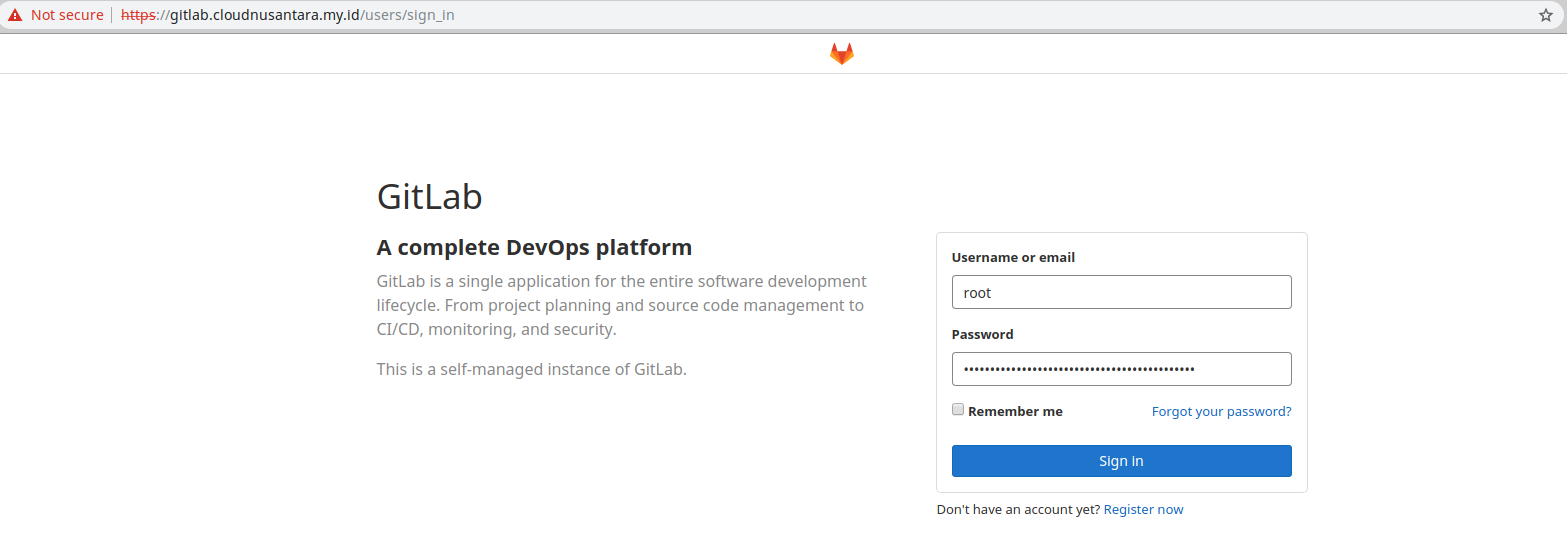 Not secure https://gitlab.cloudnusantara.my.id/users/sign_in
GitLab
A complete DevOps platform
GitLab is a single application for the entire software development
lifecycle. From project planning and source code management to
CI/CD, monitoring, and security.
This is a self-managed instance of GitLab.
Username or email
root
Password
Remember me
Forgot your password?
Sign In
Don't have an account yet? Register now